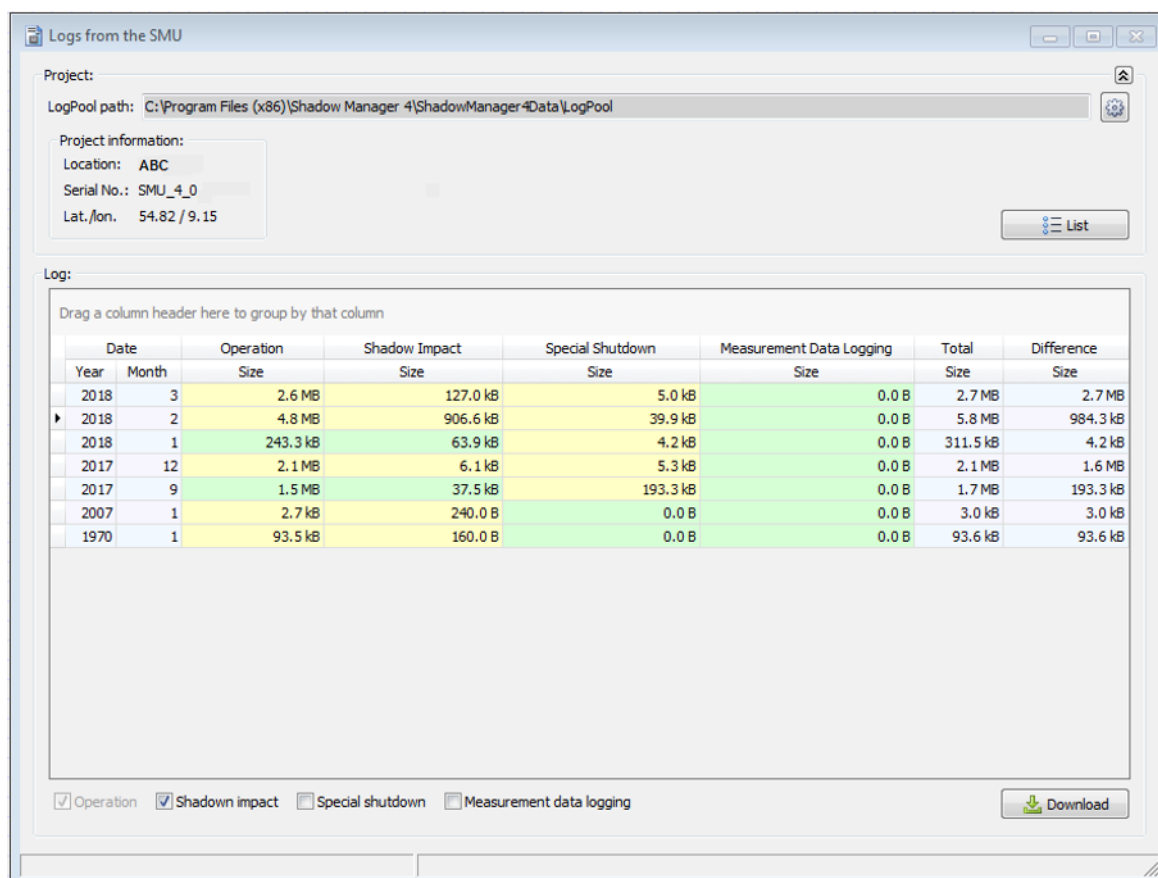 Logs from the SMU
Project:
LogPool path: C:\Program Files (x86)\Shadow Manager 4\ShadowManager4Data\LogPool
Project information:
Location: ABC
Serial No.: SMU_4_0
Lat./lon. 54.82 / 9.15
List
Log:
Drag a column header here to group by that column
Date Operation Shadow Impact Special Shutdown Measurement Data Logging Total Difference
Year Month Size Size Size Size Size Size
2018 3 2.6 MB 127.0 kB 5.0 kB 0.0 B 2.7 MB 2.7 MB
2018 2 4.8 MB 906.6 kB 39.9 kB 0.0 B 5.8 MB 984.3 kB
2018 1 243.3 kB 63.9 kB 4.2 kB 0.0 B 311.5 kB 4.2 kB
2017 12 2.1 MB 6.1 kB 5.3 kB 0.0 B 2.1 MB 1.6 MB
2017 9 1.5 MB 37.5 kB 193.3 kB 0.0 B 1.7 MB 193.3 kB
2007 1 2.7 kB 240.0 B 0.0 B 0.0 B 3.0 kB 3.0 kB
1970 1 93.5 kB 160.0 B 0.0 B 0.0 B 93.6 kB 93.6 kB
Operation Shadown impact Special shutdown Measurement data logging Download